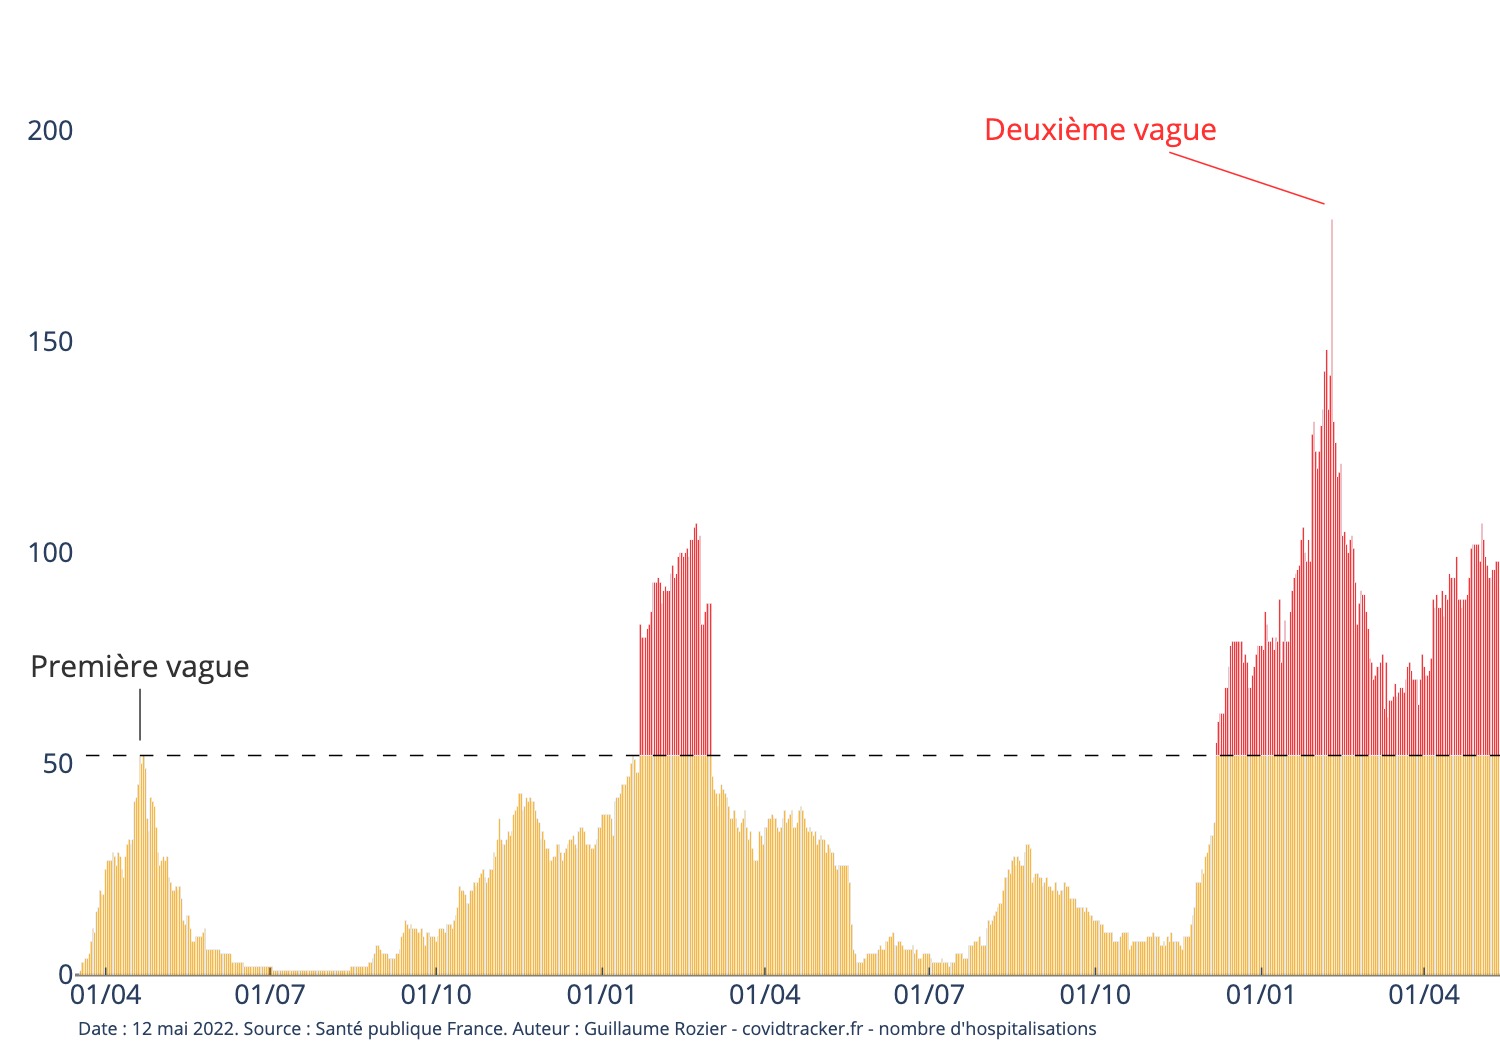 200
Deuxième vague
150
100
Première vague
50
0
01/04 01/07 01/10 01/01 01/04 01/07 01/10 01/01 01/04
Date : 12 mai 2022. Source : Santé publique France. Auteur : Guillaume Rozier - covidtracker.fr - nombre d'hospitalisations